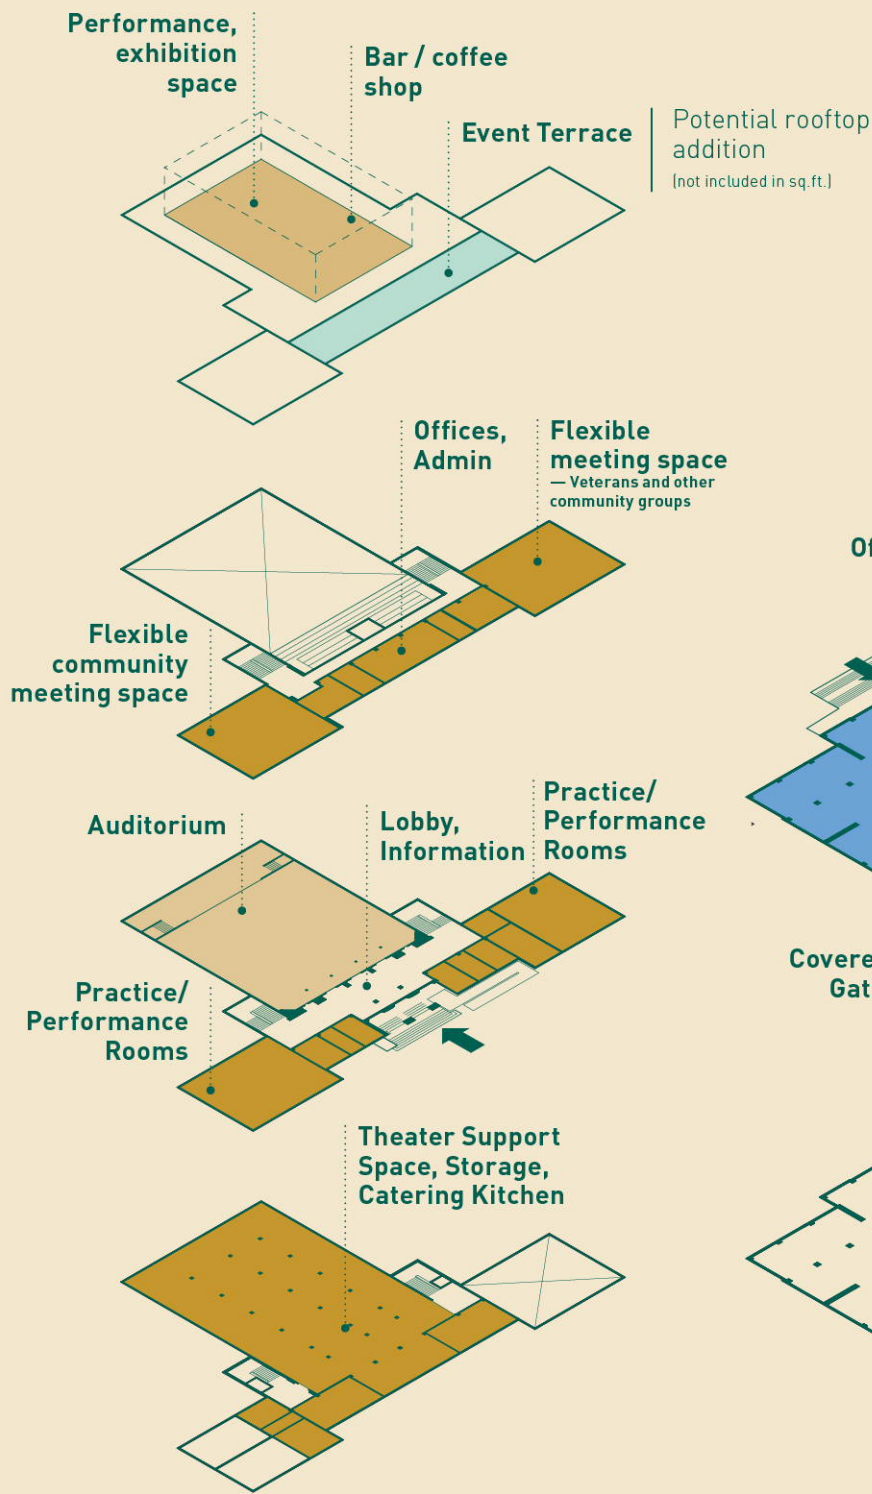 Performance,
exhibition
space
Bar / coffee
shop
Event Terrace
Potential rooftop
addition
(not included in sq.ft.)
Offices,
Admin
Flexible
meeting space
— Veterans and other
community groups
Flexible
community
meeting space
Auditorium
Lobby,
Information
Practice/
Performance
Rooms
Practice/
Performance
Rooms
Theater Support
Space, Storage,
Catering Kitchen